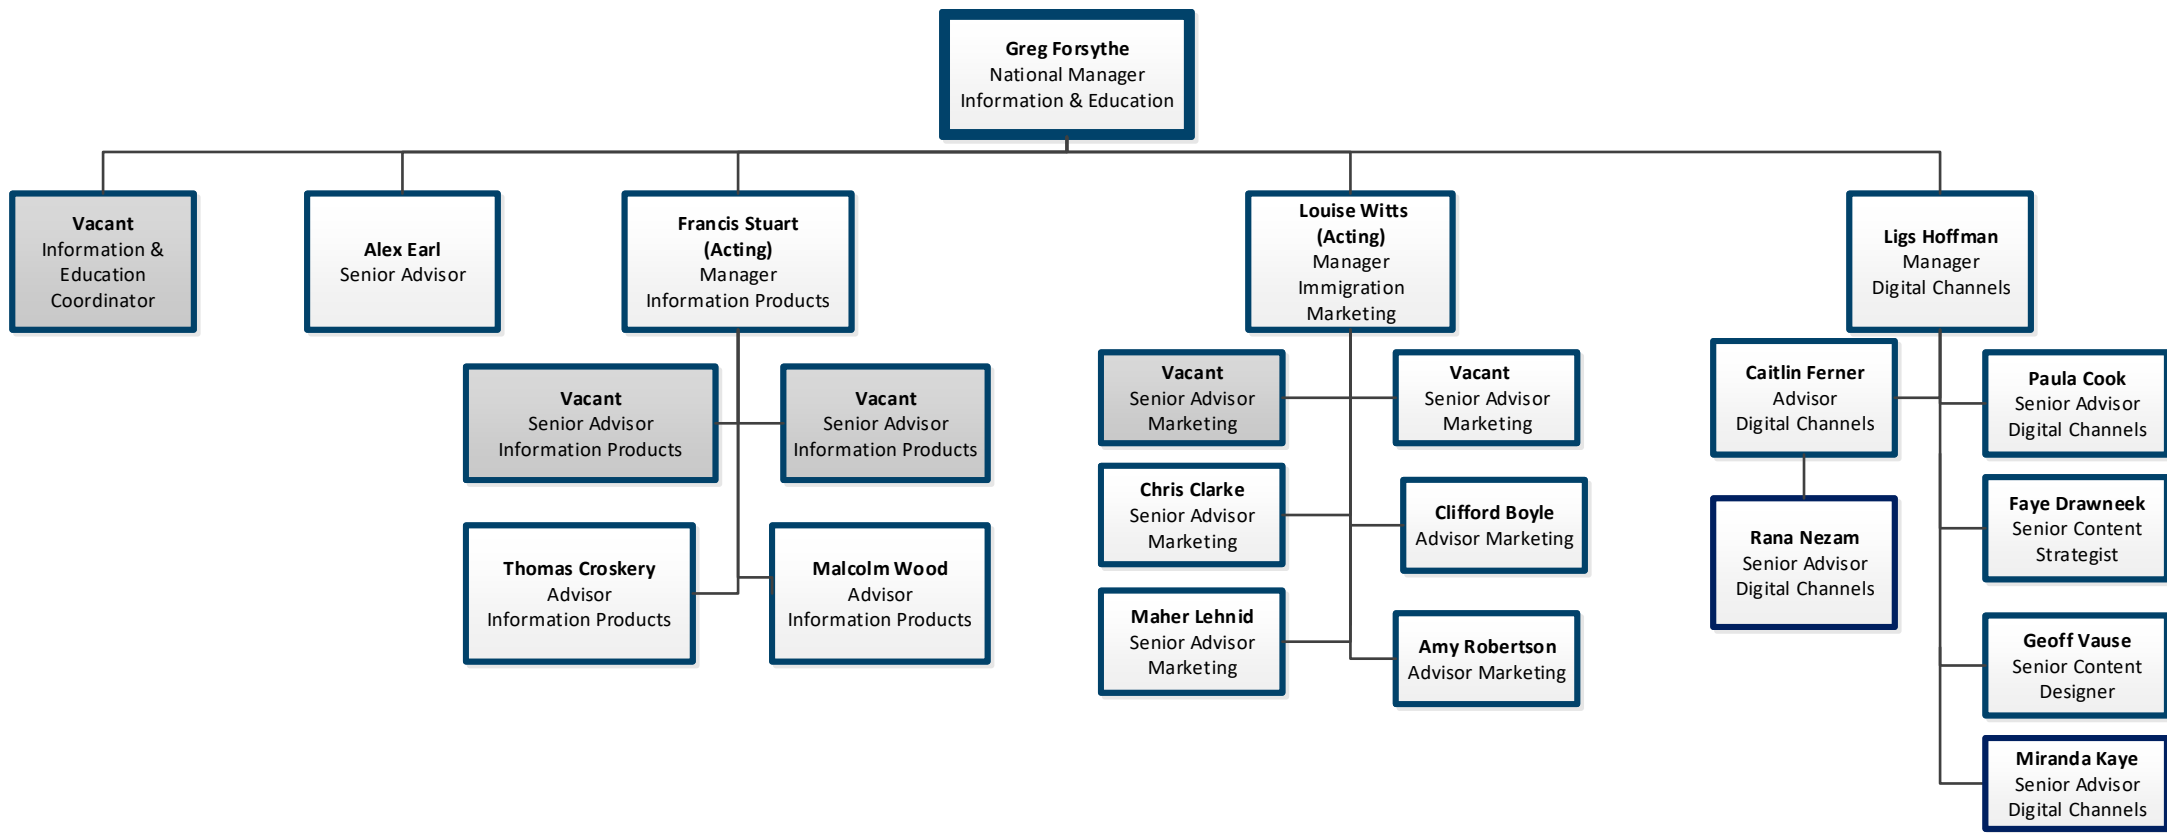 Greg Forsythe
National Manager
Information & Education
Vacant
Information &
Education
Coordinator
Alex Earl
Senior Advisor
Francis Stuart
(Acting)
Manager
Information Products
Louise Witts
(Acting)
Manager
Immigration
Marketing
Ligs Hoffman
Manager
Digital Channels
Vacant
Senior Advisor
Information Products
Vacant
Senior Advisor
Information Products
Thomas Croskery
Advisor
Information Products
Malcolm Wood
Advisor
Information Products
Vacant
Senior Advisor
Marketing
Vacant
Senior Advisor
Marketing
Chris Clarke
Senior Advisor
Marketing
Clifford Boyle
Advisor Marketing
Maher Lehnid
Senior Advisor
Marketing
Amy Robertson
Advisor Marketing
Caitlin Ferner
Advisor
Digital Channels
Paula Cook
Senior Advisor
Digital Channels
Rana Nezam
Senior Advisor
Digital Channels
Faye Drawneek
Senior Content
Strategist
Geoff Vause
Senior Content
Designer
Miranda Kaye
Senior Advisor
Digital Channels